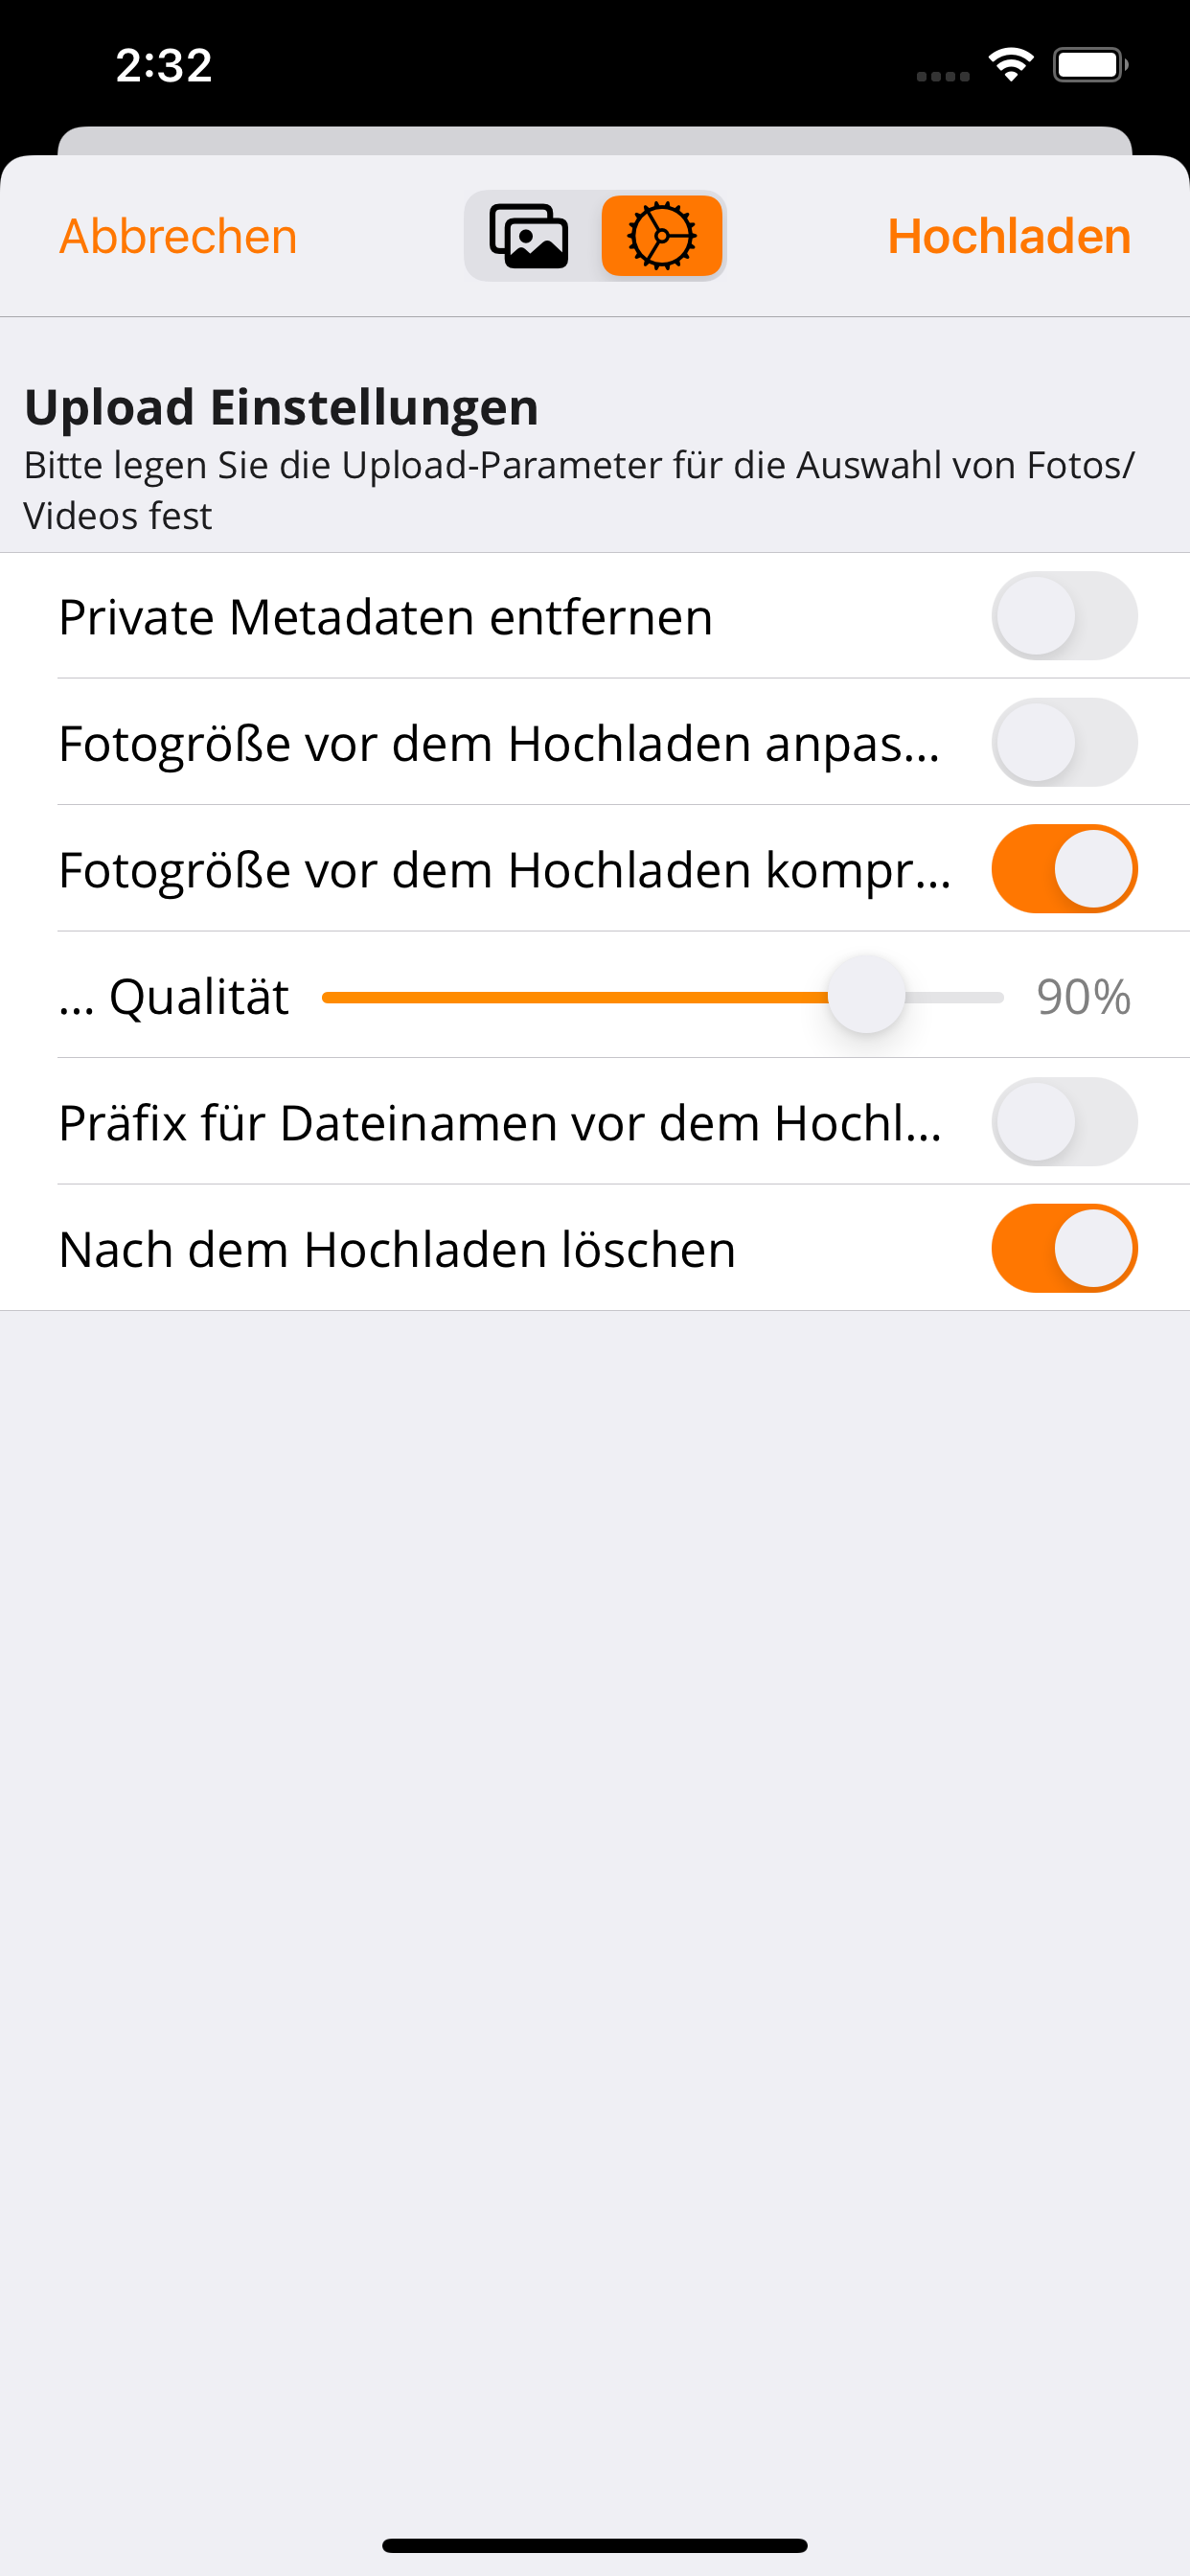 2:32
Abbrechen
Hochladen
Upload Einstellungen
Bitte legen Sie die Upload-Parameter für die Auswahl von Fotos/
Videos fest
Private Metadaten entfernen
Fotogröße vor dem Hochladen anpas...
Fotogröße vor dem Hochladen kompr...
... Qualität 90%
Präfix für Dateinamen vor dem Hochl...
Nach dem Hochladen löschen